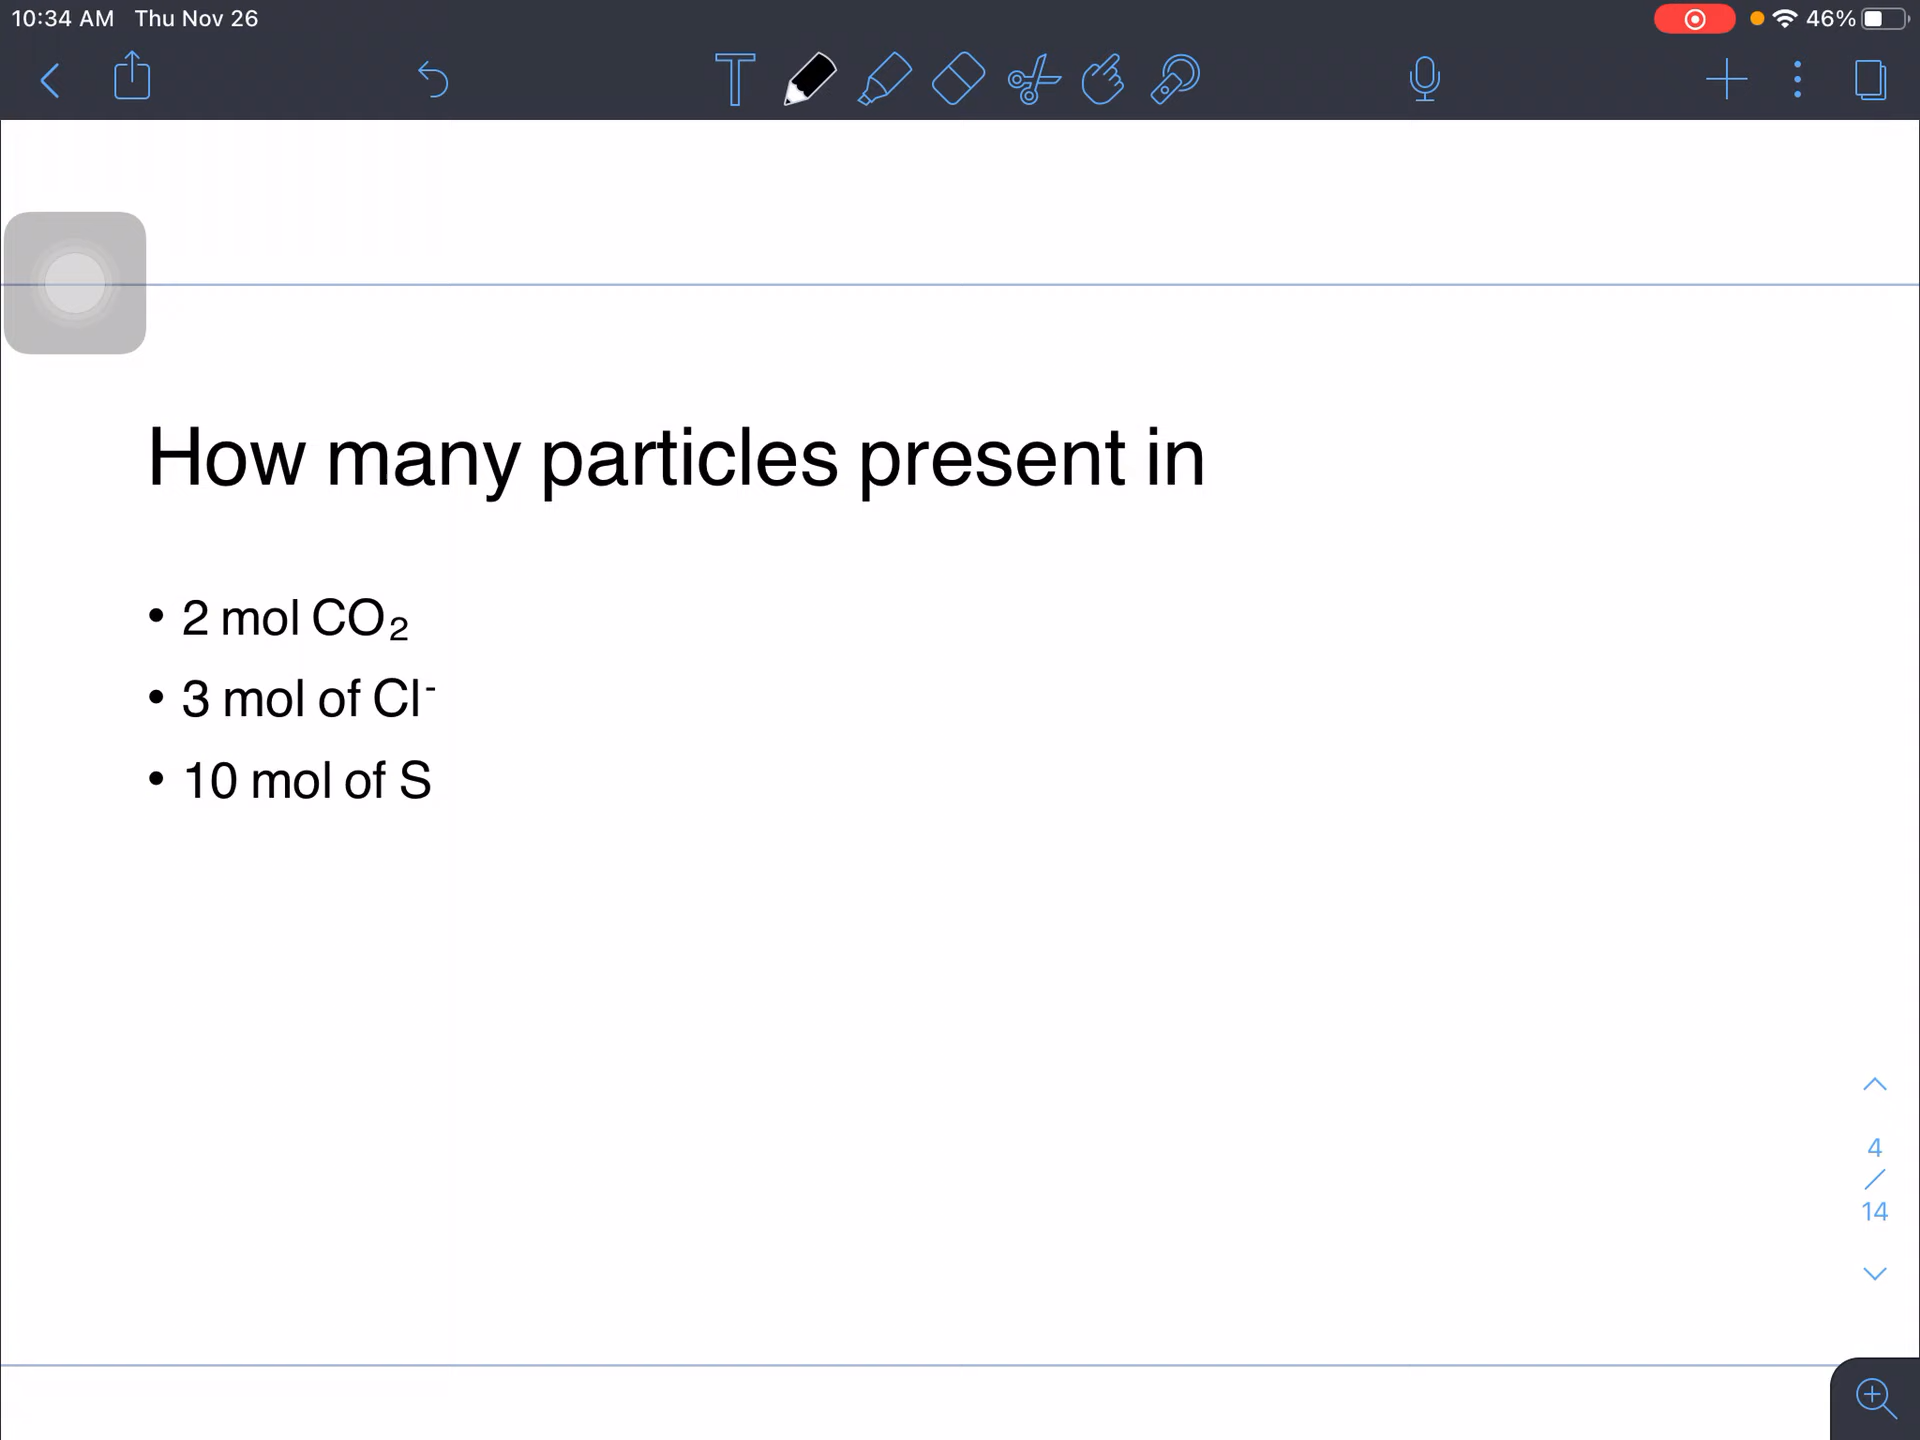 10:34 AM Thu Nov 26 46%
T
How many particles present in
• 2 mol CO₂
• 3 mol of Cl⁻
• 10 mol of S
4
/
14